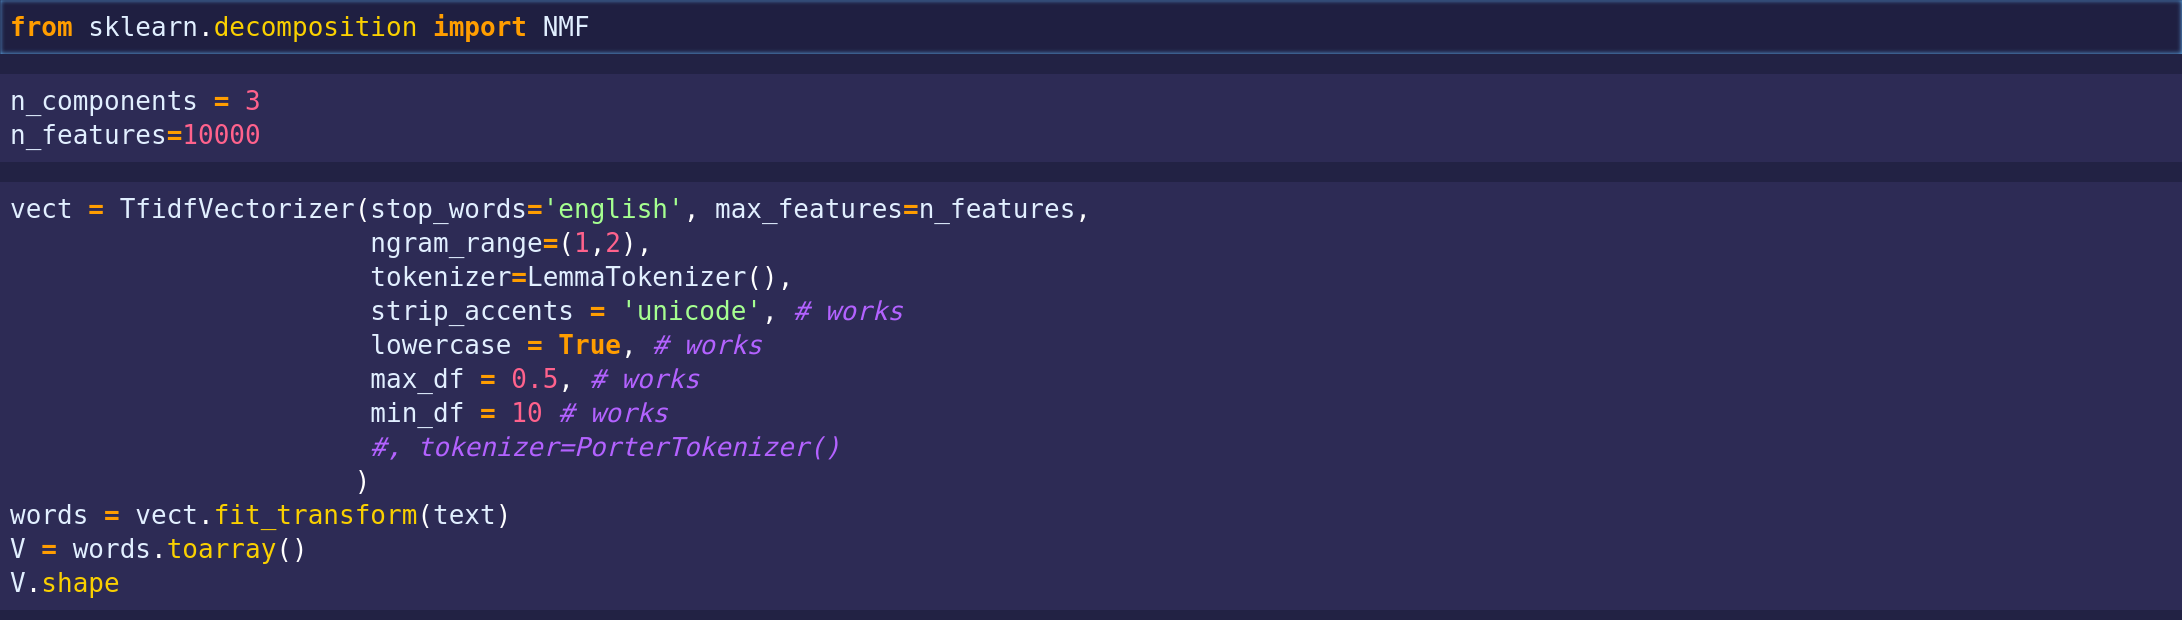 from sklearn.decomposition import NMF
n_components = 3
n_features=10000
vect = TfidfVectorizer(stop_words='english', max_features=n_features,
                       ngram_range=(1,2),
                       tokenizer=LemmaTokenizer(),
                       strip_accents = 'unicode', # works
                       lowercase = True, # works
                       max_df = 0.5, # works
                       min_df = 10 # works
                       #, tokenizer=PorterTokenizer()
                      )
words = vect.fit_transform(text)
V = words.toarray()
V.shape